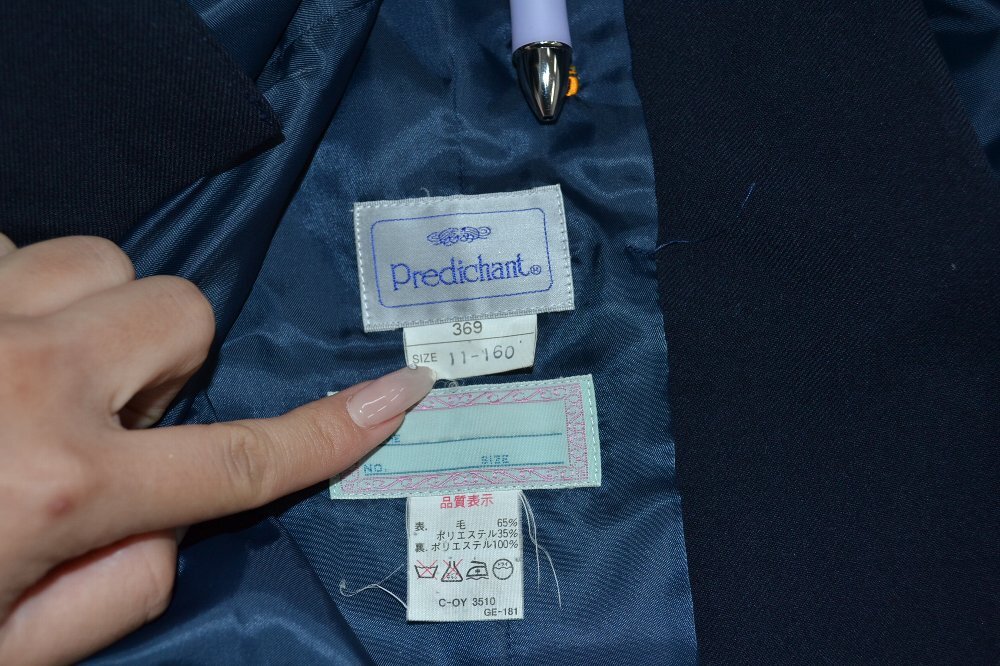 Predichant®
369
SIZE 11-160
NO. SIZE
品質表示
表. 毛 65%
ポリエステル35%
裏. ポリエステル100%
C-OY 3510
GE-181